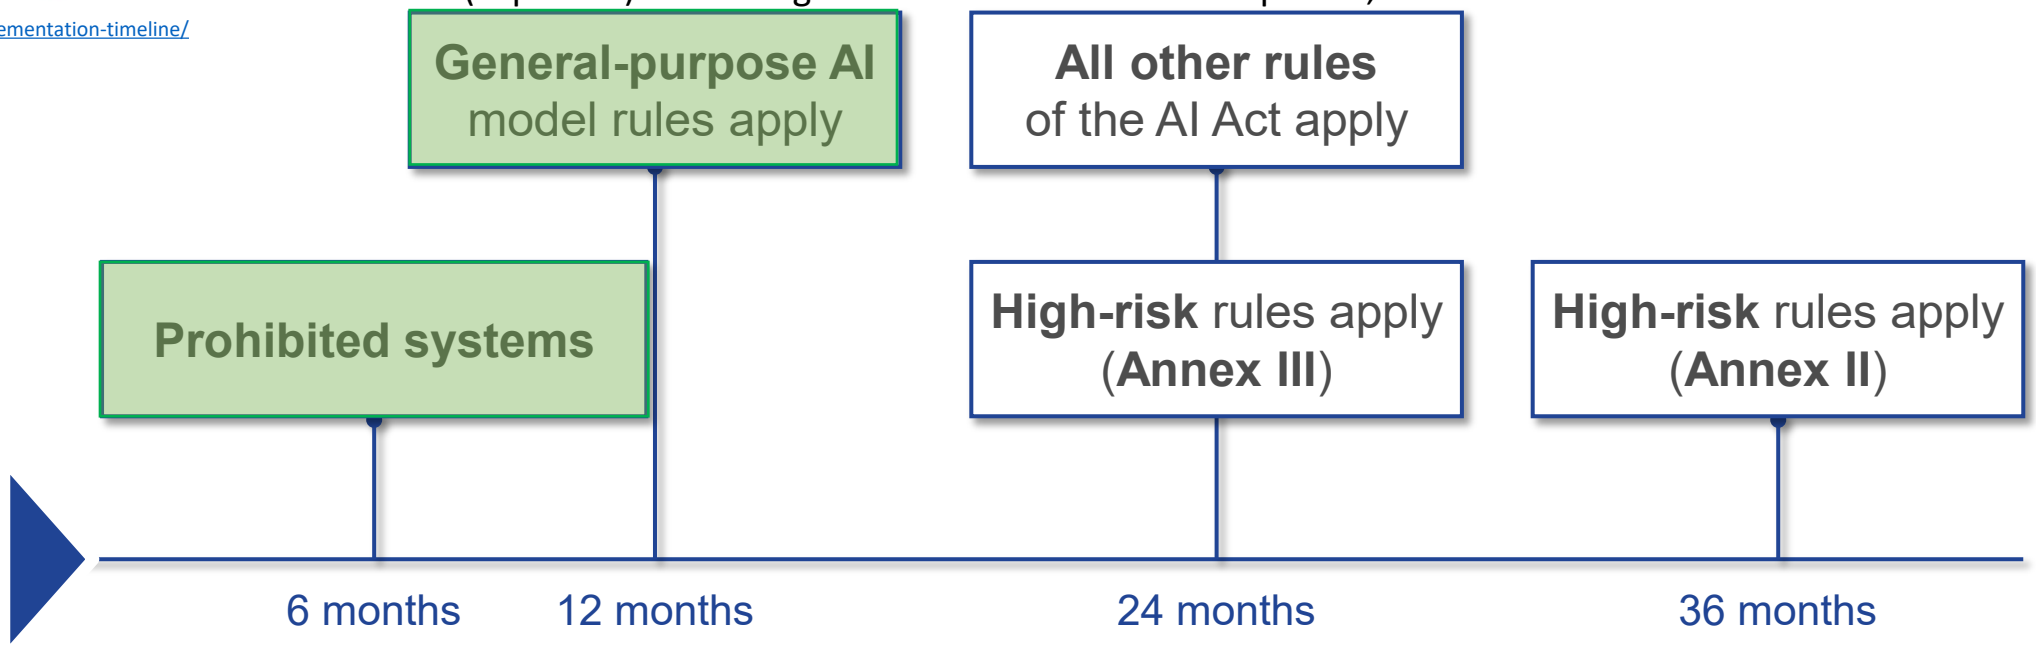 ementation-timeline/
General-purpose AI
model rules apply
All other rules
of the AI Act apply
Prohibited systems
High-risk rules apply
(Annex III)
High-risk rules apply
(Annex II)
6 months
12 months
24 months
36 months